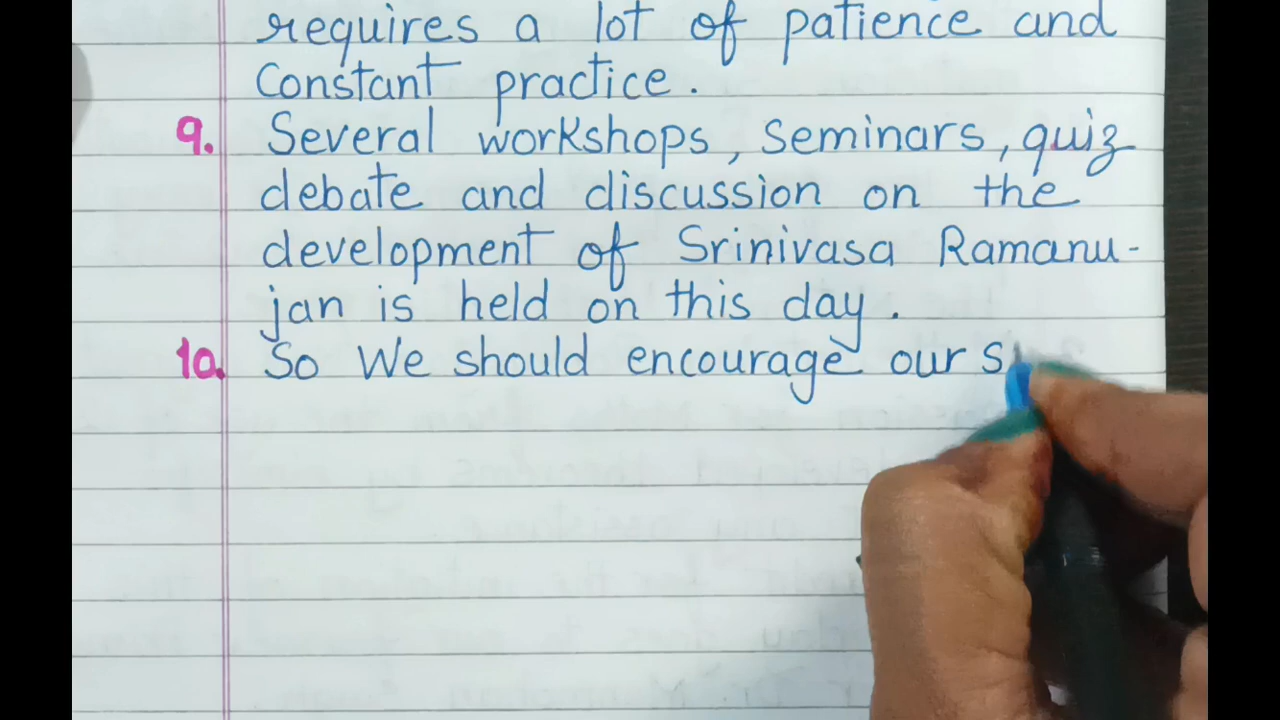 requires a lot of patience and
Constant practice.
9. Several workshops, seminars, quiz
debate and discussion on the
development of Srinivasa Ramanu-
jan is held on this day.
10. So We should encourage our